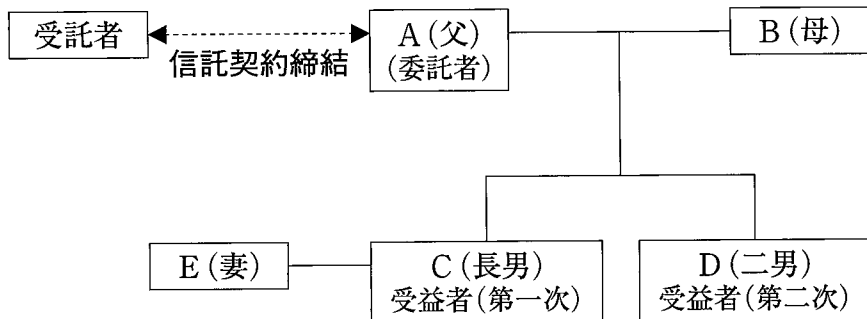 受託者
信託契約締結
A(父)
(委託者)
B(母)
E(妻)
C(長男)
受益者(第一次)
D(二男)
受益者(第二次)